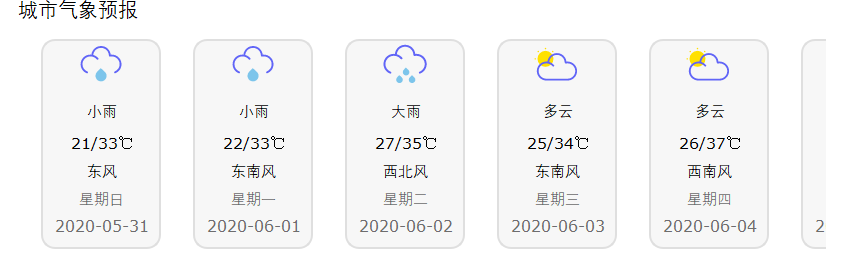 城市气象预报
小雨
21/33℃
东风
星期日
2020-05-31
小雨
22/33℃
东南风
星期一
2020-06-01
大雨
27/35℃
西北风
星期二
2020-06-02
多云
25/34℃
东南风
星期三
2020-06-03
多云
26/37℃
西南风
星期四
2020-06-04
2